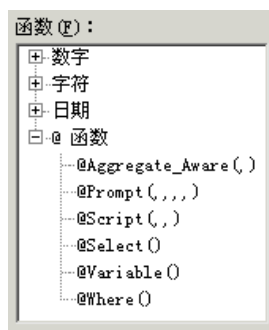 函数(F)：
数字
字符
日期
@ 函数
@Aggregate_Aware(,)
@Prompt(,,,,)
@Script(,,)
@Select()
@Variable()
@Where()